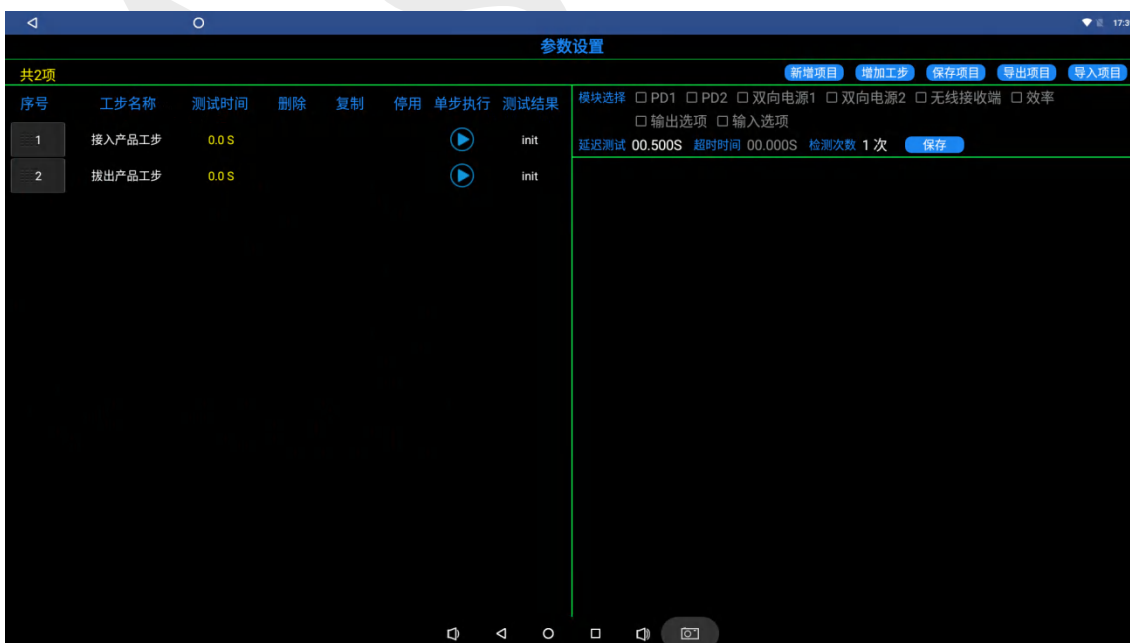 17:3
参数设置
共2项
新增项目 增加工步 保存项目 导出项目 导入项目
序号 工步名称 测试时间 删除 复制 停用 单步执行 测试结果
1 接入产品工步 0.0 S init
2 拔出产品工步 0.0 S init
模块选择 PD1 PD2 双向电源1 双向电源2 无线接收端 效率
输出选项 输入选项
延迟测试 00.500S 超时时间 00.000S 检测次数 1 次 保存